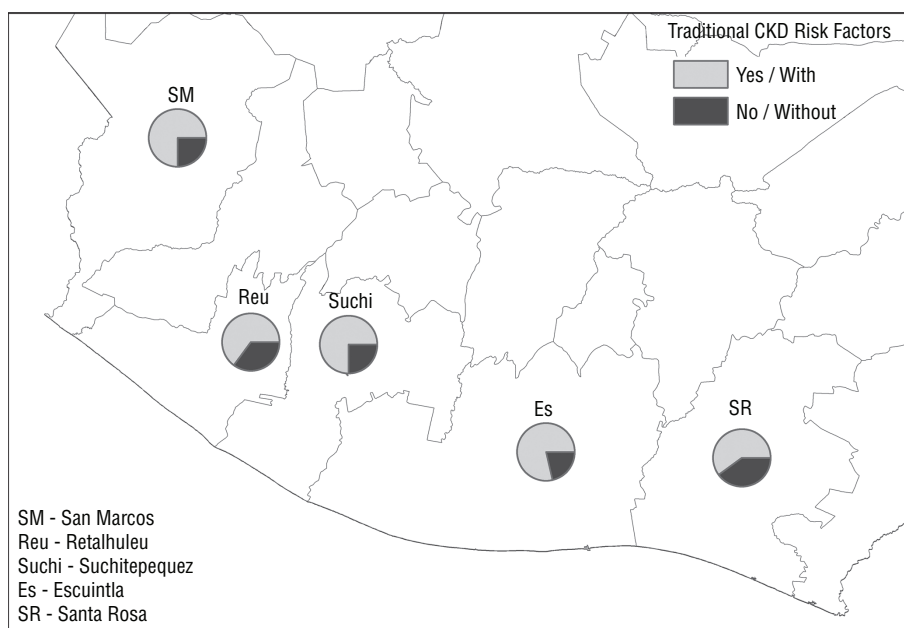 Traditional CKD Risk Factors
Yes / With
No / Without
SM
Reu
Suchi
Es
SR
SM - San Marcos
Reu - Retalhuleu
Suchi - Suchitepequez
Es - Escuintla
SR - Santa Rosa